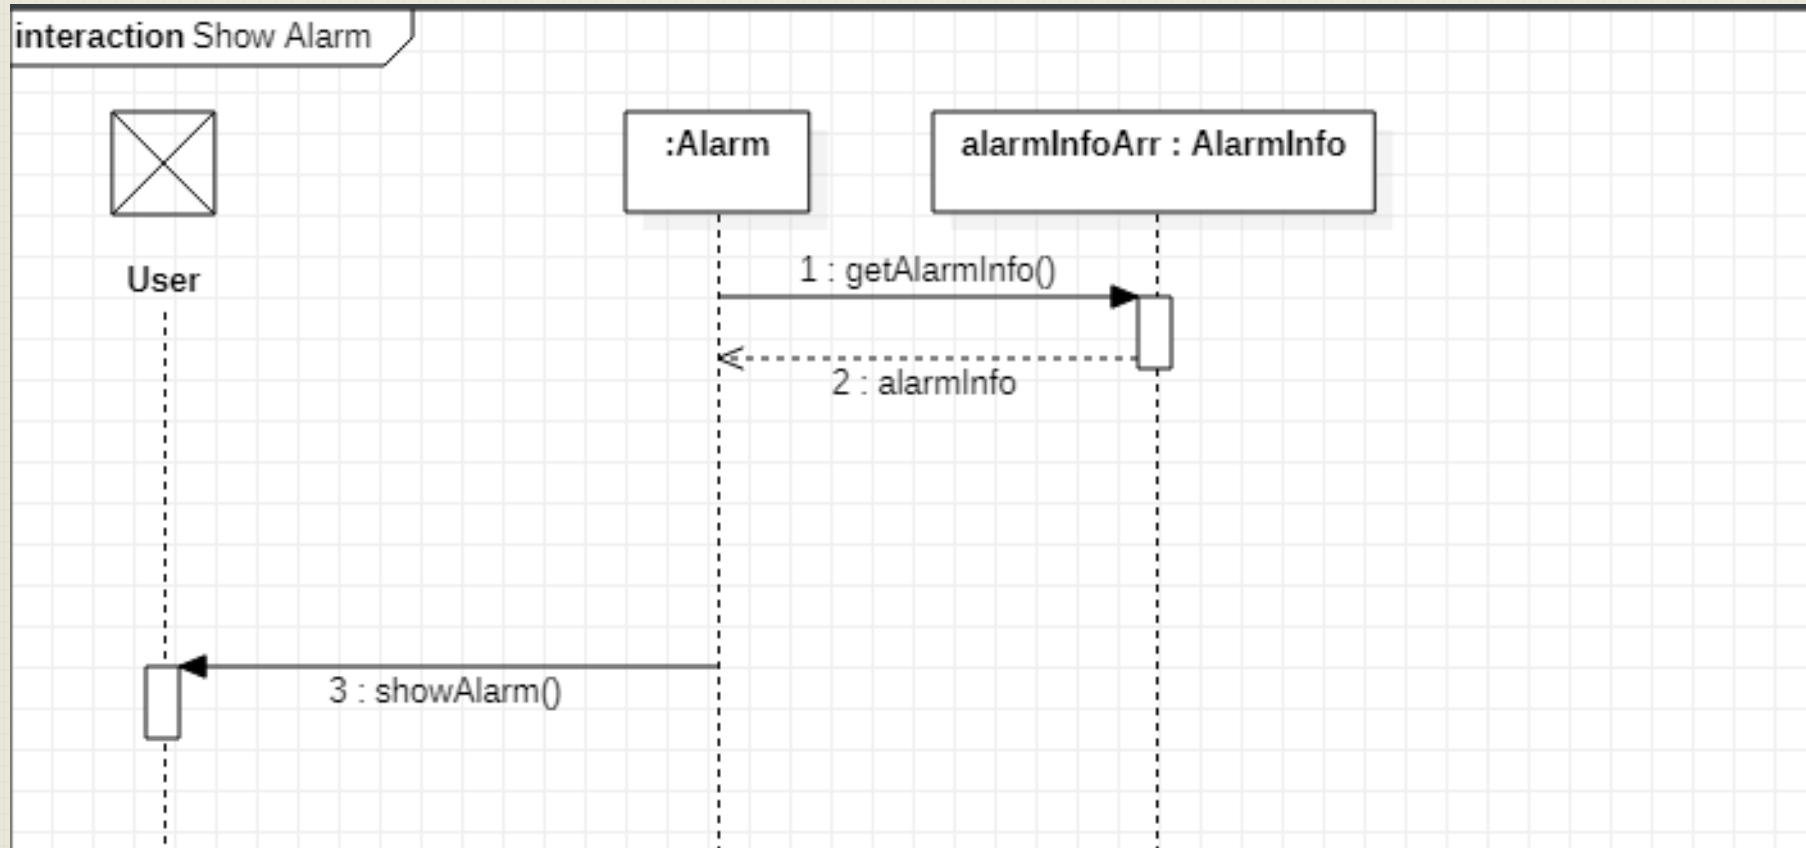 interaction Show Alarm
:Alarm
alarmInfoArr : AlarmInfo
User
1 : getAlarmInfo()
2 : alarmInfo
3 : showAlarm()